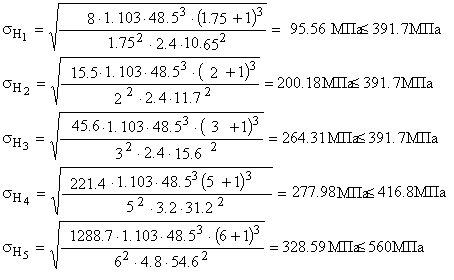 σH1 = √(8·1.103·48.5³·(1.75+1)³ / 1.75²·2.4·10.65²) = 95.56МПа≤391.7МПа
σH2 = √(15.5·1.103·48.5³·( 2 +1)³ / 2²·2.4·11.7²) = 200.18МПа≤391.7МПа
σH3 = √(45.6·1.103·48.5³·( 3 +1)³ / 3²·2.4·15.6²) = 264.31МПа≤391.7МПа
σH4 = √(221.4·1.103·48.5³(5+1)³ / 5²·3.2·31.2²) = 277.98МПа≤416.8МПа
σH5 = √(1288.7·1.103·48.5³·(6+1)³ / 6²·4.8·54.6²) = 328.59МПа≤560МПа